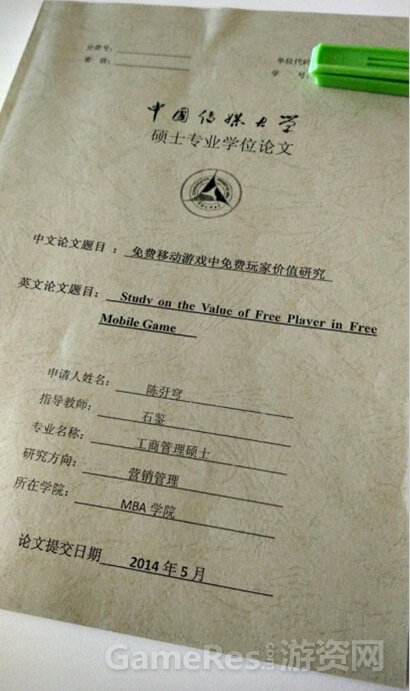 分类号:
密级:
单位代码
学 号:
中国传媒大学
硕士专业学位论文
中文论文题目 : 免费移动游戏中免费玩家价值研究
英文论文题目: Study on the Value of Free Player in Free
Mobile Game
申请人姓名: 陈弢穹
指导教师: 石鉴
专业名称: 工商管理硕士
研究方向: 营销管理
所在学院: MBA 学院
论文提交日期 2014 年 5 月
GameRes.com 游资网